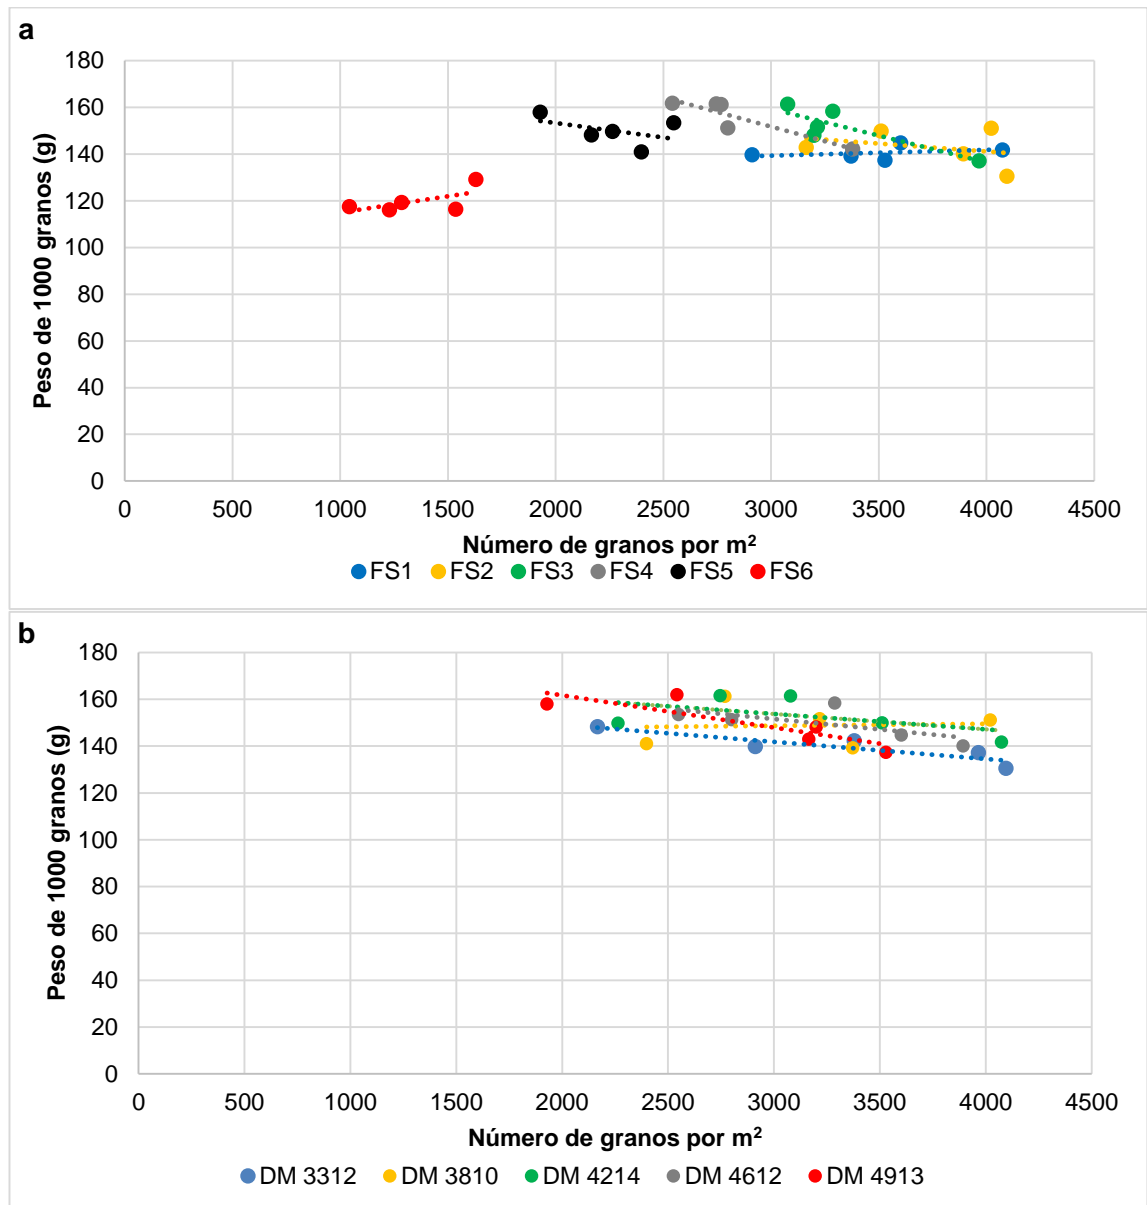 a
Peso de 1000 granos (g)
180
160
140
120
100
80
60
40
20
0
0 500 1000 1500 2000 2500 3000 3500 4000 4500
Número de granos por m²
FS1 FS2 FS3 FS4 FS5 FS6
b
Peso de 1000 granos (g)
180
160
140
120
100
80
60
40
20
0
0 500 1000 1500 2000 2500 3000 3500 4000 4500
Número de granos por m²
DM 3312 DM 3810 DM 4214 DM 4612 DM 4913